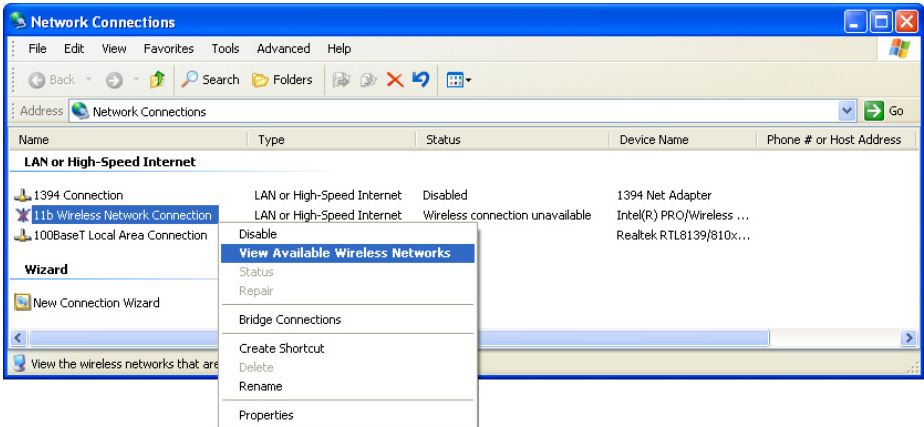 Network Connections
File Edit View Favorites Tools Advanced Help
Back Search Folders
Address Network Connections Go
Name Type Status Device Name Phone # or Host Address
LAN or High-Speed Internet
1394 Connection LAN or High-Speed Internet Disabled 1394 Net Adapter
11b Wireless Network Connection LAN or High-Speed Internet Wireless connection unavailable Intel(R) PRO/Wireless ...
100BaseT Local Area Connection Realtek RTL8139/810x...
Disable
View Available Wireless Networks
Status
Repair
Bridge Connections
Create Shortcut
Delete
Rename
Properties
Wizard
New Connection Wizard
View the wireless networks that are